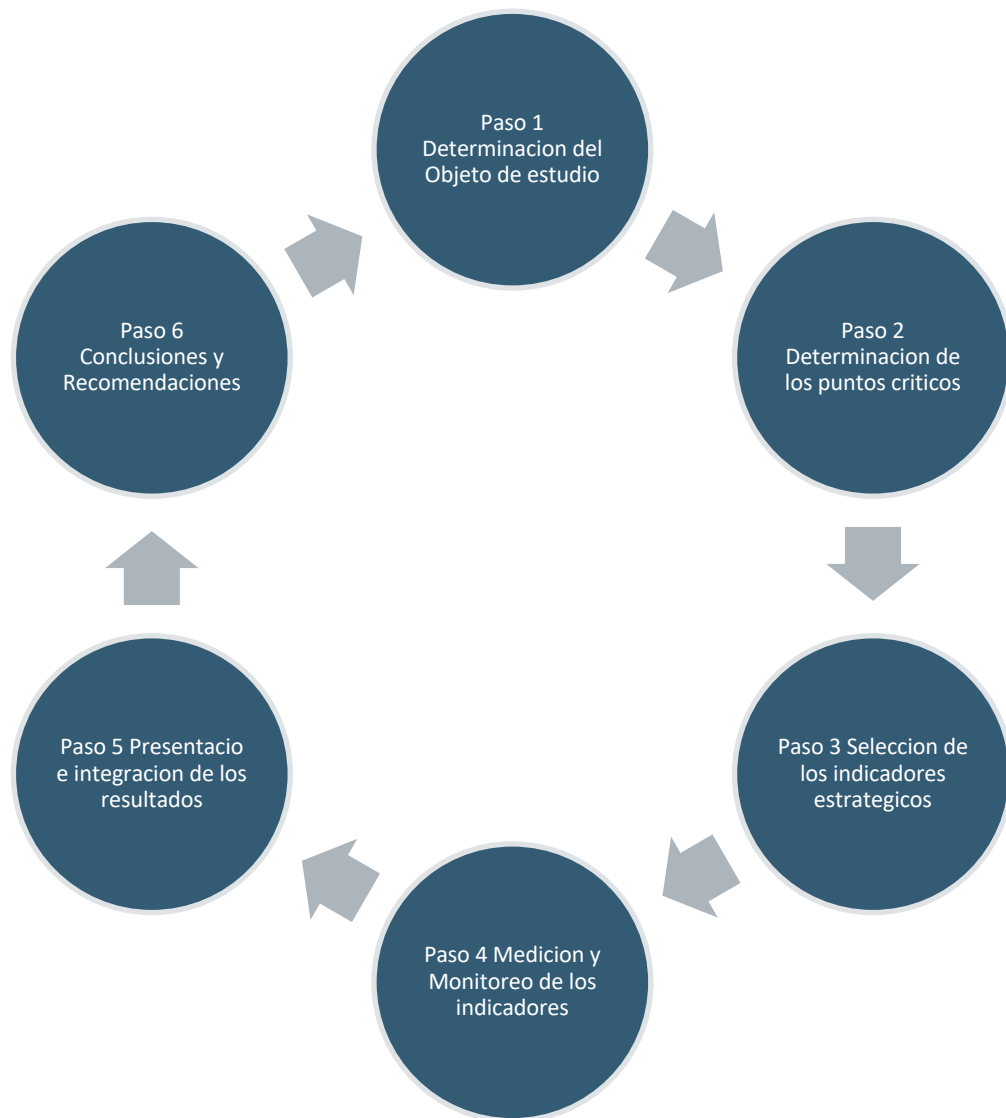 Paso 1
Determinacion del
Objeto de estudio
Paso 2
Determinacion de
los puntos criticos
Paso 3 Seleccion de
los indicadores
estrategicos
Paso 4 Medicion y
Monitoreo de los
indicadores
Paso 5 Presentacio
e integracion de los
resultados
Paso 6
Conclusiones y
Recomendaciones